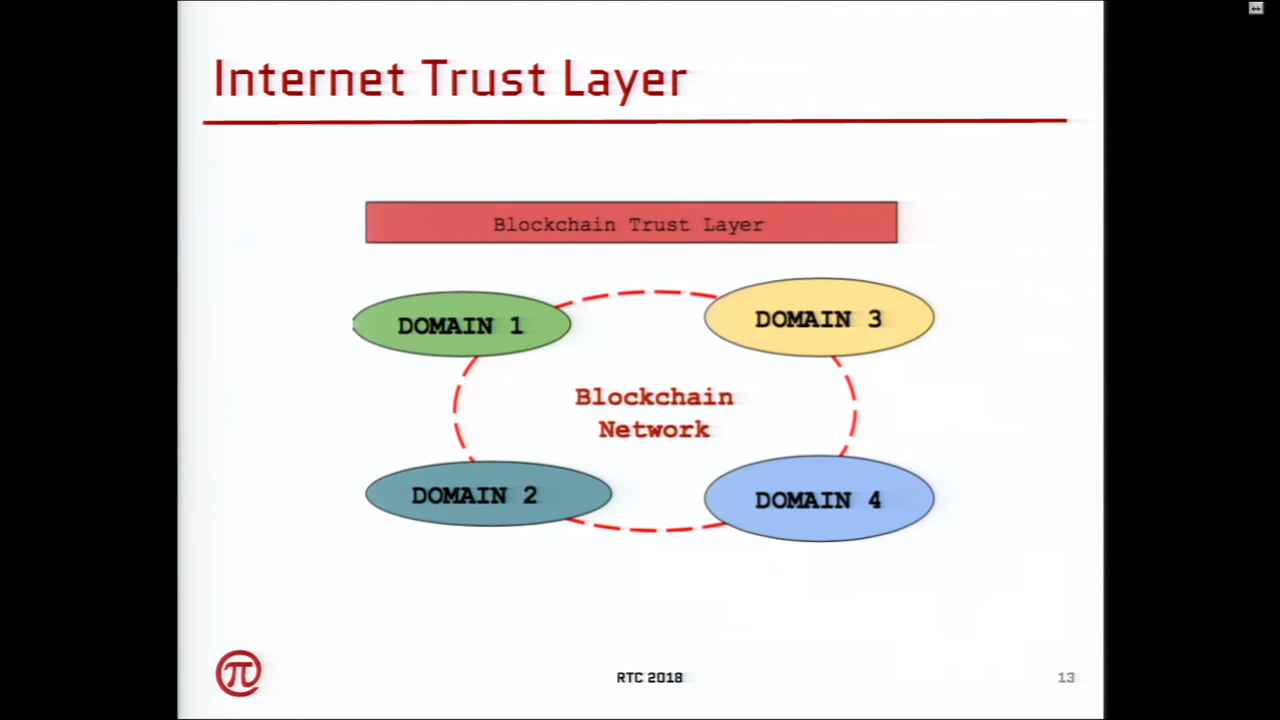 Internet Trust Layer
Blockchain Trust Layer
DOMAIN 1
DOMAIN 3
Blockchain
Network
DOMAIN 2
DOMAIN 4
RTC 2018
13